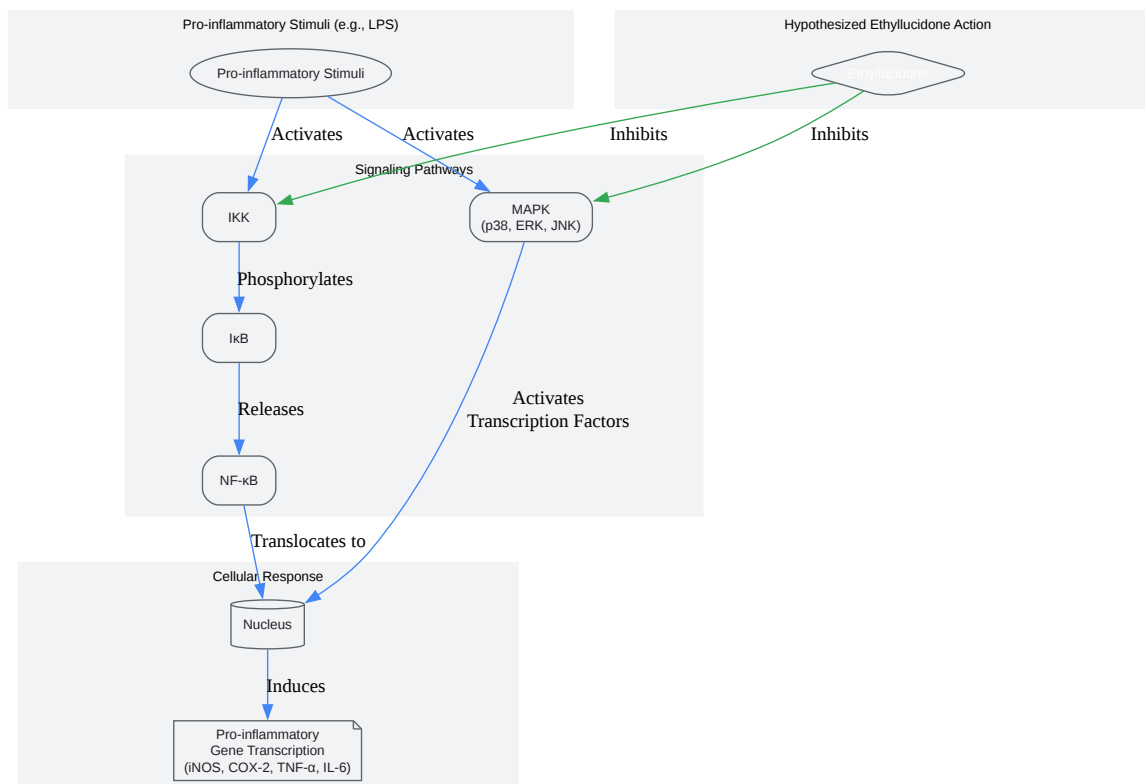 Pro-inflammatory Stimuli (e.g., LPS)
Hypothesized Ethyllucidone Action
Pro-inflammatory Stimuli
Ethyllucidone
Activates
Activates
Inhibits
Inhibits
Signaling Pathways
IKK
MAPK
(p38, ERK, JNK)
Phosphorylates
IκB
Releases
Activates
Transcription Factors
NF-κB
Translocates to
Cellular Response
Nucleus
Induces
Pro-inflammatory
Gene Transcription
(iNOS, COX-2, TNF-α, IL-6)